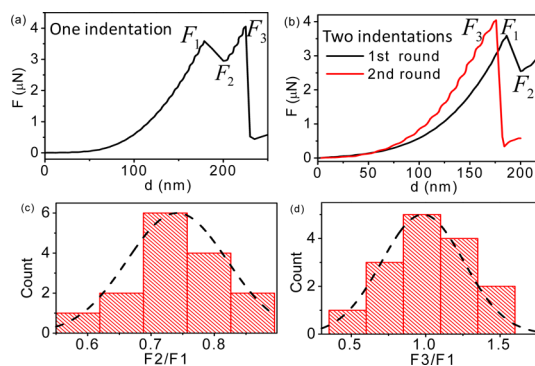 (a)
One indentation
F1
F2
F3
F (μN)
4
3
2
1
0
0
100
150
200
d (nm)
(b)
Two indentations
1st round
2nd round
F3
F1
F2
F (μN)
4
3
2
1
0
0
50
100
150
200
d (nm)
(c)
Count
6
4
2
0
0.6
0.7
0.8
F2/F1
(d)
Count
4
2
0
0.5
1.0
1.5
F3/F1